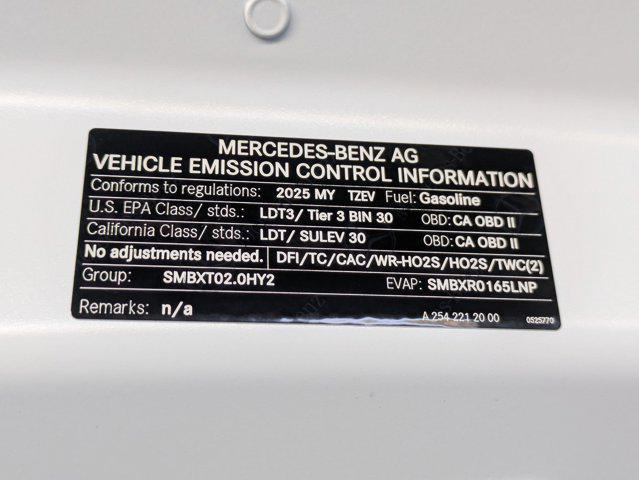 MERCEDES-BENZ AG
VEHICLE EMISSION CONTROL INFORMATION
Conforms to regulations: 2025 MY TZEV Fuel: Gasoline
U.S. EPA Class/ stds.: LDT3/ Tier 3 BIN 30 OBD: CA OBD II
California Class/ stds.: LDT/ SULEV 30 OBD: CA OBD II
No adjustments needed. DFI/TC/CAC/WR-HO2S/HO2S/TWC(2)
Group: SMBXT02.0HY2 EVAP: SMBXR0165LNP
Remarks: n/a
A 254 221 20 00 0525770